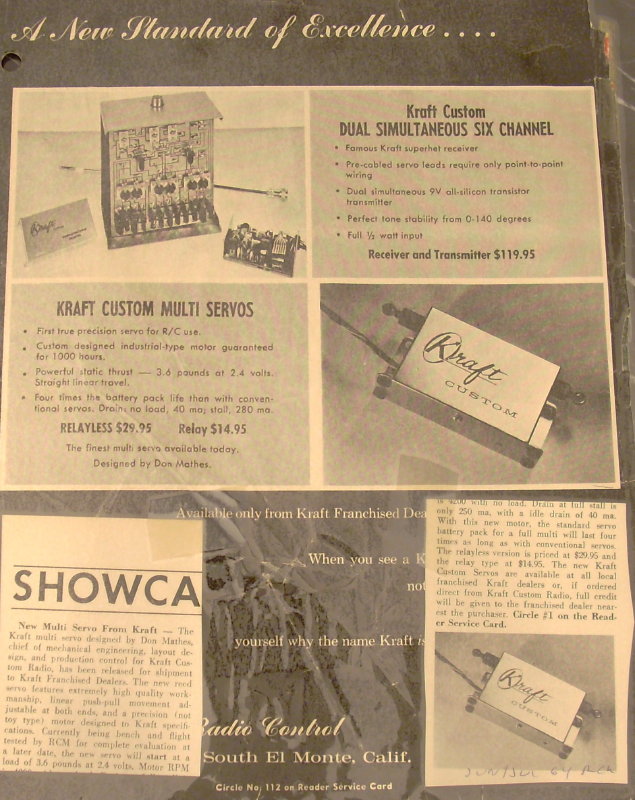 A New Standard of Excellence....
Kraft Custom
DUAL SIMULTANEOUS SIX CHANNEL
• Famous Kraft superhet receiver
• Pre-cabled servo leads require only point-to-point
wiring
• Dual simultaneous 9V all-silicon transistor
transmitter
• Perfect tone stability from 0-140 degrees
• Full ½ watt input
Receiver and Transmitter $119.95
Kraft
KRAFT CUSTOM MULTI SERVOS
• First true precision servo for R/C use.
• Custom designed industrial-type motor guaranteed
for 1000 hours.
• Powerful static thrust — 3.6 pounds at 2.4 volts.
Straight linear travel.
• Four times the battery pack life than with conven-
tional servos. Drain, no load, 40 ma; stall, 280 ma.
RELAYLESS $29.95 Relay $14.95
The finest multi servo available today.
Designed by Don Mathes.
Kraft
CUSTOM
Available only from Kraft Franchised Dea
When you see a K
not
yourself why the name Kraft is
Radio Control
South El Monte, Calif.
Circle No. 112 on Reader Service Card
SHOWCA
New Multi Servo From Kraft — The
Kraft multi servo designed by Don Mathes,
chief of mechanical engineering, layout de-
sign, and production control for Kraft Cus-
tom Radio, has been released for shipment
to Kraft Franchised Dealers. The new reed
servo features extremely high quality work-
manship, linear push-pull movement ad-
justable at both ends, and a precision (not
toy type) motor designed to Kraft specifi-
cations. Currently being bench and flight
tested by RCM for complete evaluation at
a later date, the new servo will start at a
load of 3.6 pounds at 2.4 volts. Motor RPM
is 4200 with no load. Drain at full stall is
only 250 ma, with a idle drain of 40 ma.
With this new motor, the standard servo
battery pack for a full multi will last four
times as long as with conventional servos.
The relayless version is priced at $29.95 and
the relay type at $14.95. The new Kraft
Custom Servos are available at all local
franchised Kraft dealers or, if ordered
direct from Kraft Custom Radio, full credit
will be given to the franchised dealer near-
est the purchaser. Circle #1 on the Read-
er Service Card.
Kraft
CUSTOM
JUN/JUL 64 RCM